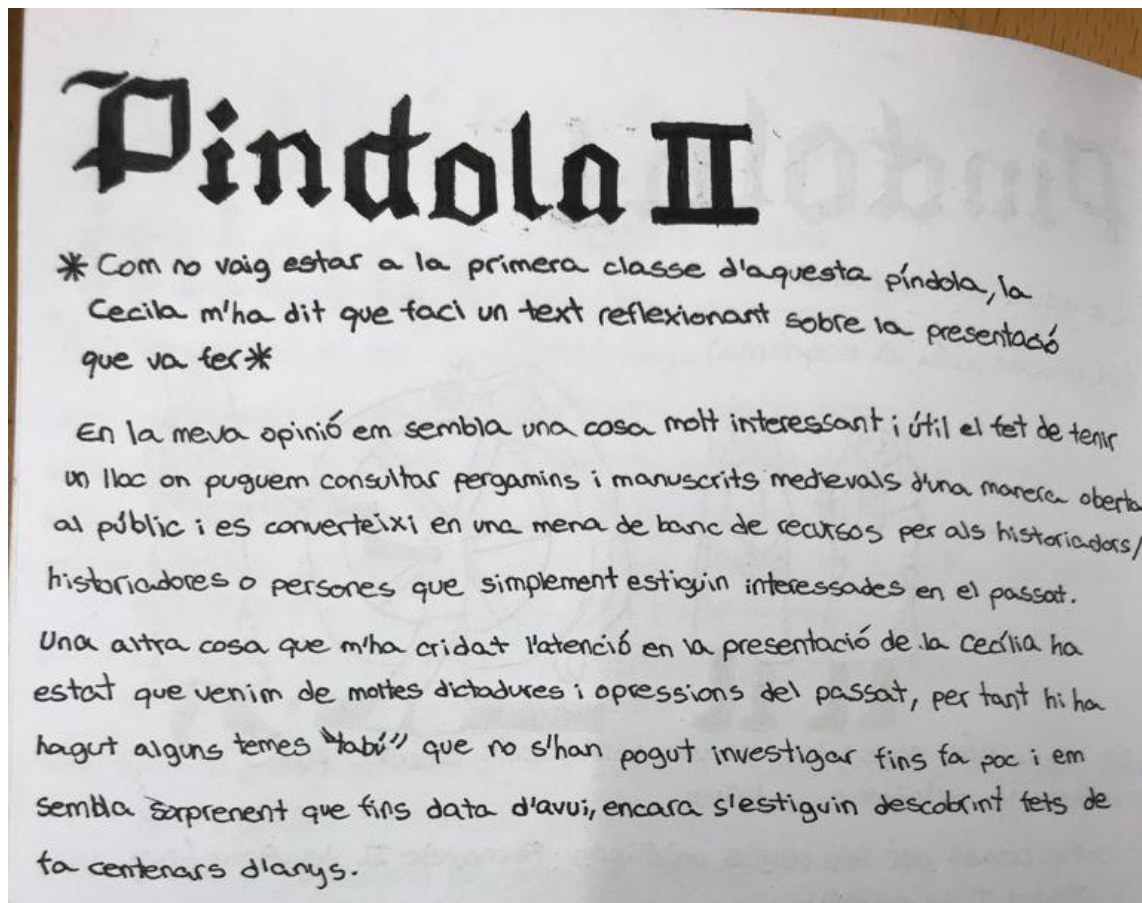 Pindola II
* Com no vaig estar a la primera classe d'aquesta píndola, la
Cecila m'ha dit que faci un text reflexionant sobre la presentació
que va fer *
En la meva opinió em sembla una cosa molt interessant i útil el fet de tenir
un lloc on puguem consultar pergamins i manuscrits medievals d'una manera oberta
al públic i es converteixi en una mena de banc de recursos per als historiadors/
historiadores o persones que simplement estiguin interessades en el passat.
Una altra cosa que m'ha cridat l'atenció en la presentació de la Cecília ha
estat que venim de moltes dictadures i opressions del passat, per tant hi ha
hagut alguns temes "tabú" que no s'han pogut investigar fins fa poc i em
sembla sorprenent que fins data d'avui, encara s'estiguin descobrint fets de
fa centenars d'anys.